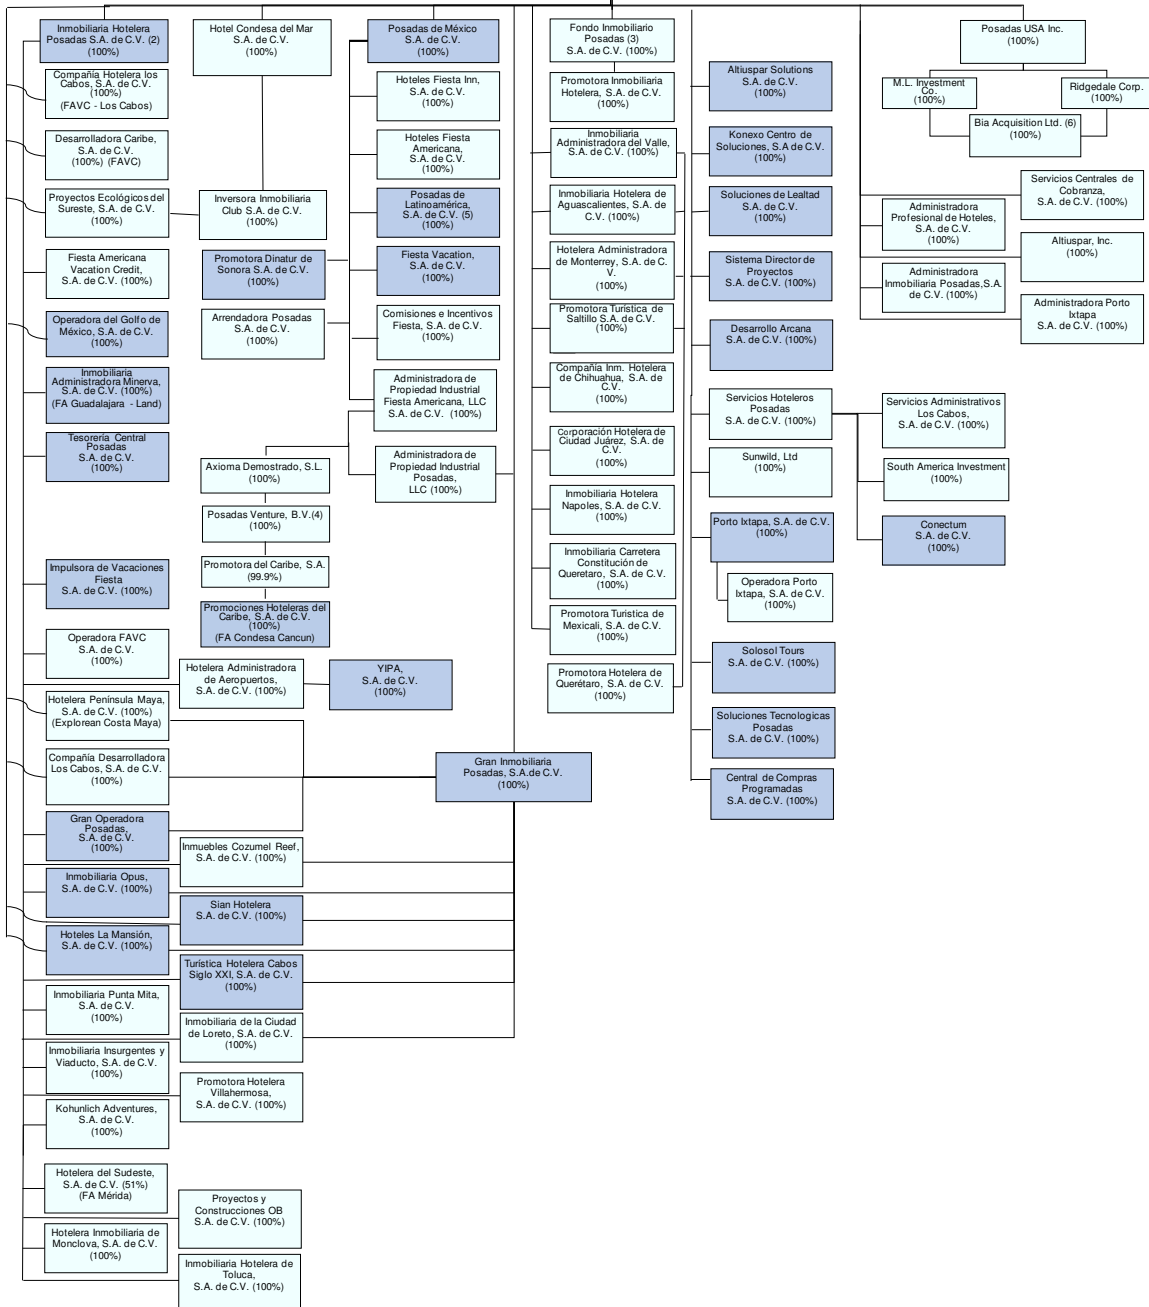 Inmobiliaria Hotelera
Posadas S.A. de C.V. (2)
(100%)
Compañía Hotelera los
Cabos, S.A. de C.V.
(100%)
(FAVC - Los Cabos)
Desarrolladora Caribe,
S.A. de C.V.
(100%) (FAVC)
Proyectos Ecológicos del
Sureste, S.A. de C.V.
(100%)
Fiesta Americana
Vacation Credit,
S.A. de C.V. (100%)
Operadora del Golfo de
México, S.A. de C.V.
(100%)
Inmobiliaria
Administradora Minerva,
S.A. de C.V. (100%)
(FA Guadalajara - Land)
Tesorería Central
Posadas
S.A. de C.V.
(100%)
Impulsora de Vacaciones
Fiesta
S.A. de C.V. (100%)
Operadora FAVC
S.A. de C.V.
(100%)
Hotelera Península Maya,
S.A. de C.V. (100%)
(Explorean Costa Maya)
Compañía Desarrolladora
Los Cabos, S.A. de C.V.
(100%)
Gran Operadora
Posadas,
S.A. de C.V.
(100%)
Inmobiliaria Opus,
S.A. de C.V. (100%)
Hoteles La Mansión,
S.A. de C.V. (100%)
Inmobiliaria Punta Mita,
S.A. de C.V.
(100%)
Inmobiliaria Insurgentes y
Viaducto, S.A. de C.V.
(100%)
Kohunlich Adventures,
S.A. de C.V.
(100%)
Hotelera del Sudeste,
S.A. de C.V. (51%)
(FA Mérida)
Hotelera Inmobiliaria de
Monclova, S.A. de C.V.
(100%)
Hotel Condesa del Mar
S.A. de C.V.
(100%)
Inversora Inmobiliaria
Club S.A. de C.V.
(100%)
Promotora Dinatur de
Sonora S.A. de C.V.
(100%)
Arrendadora Posadas
S.A. de C.V.
(100%)
Axioma Demostrado, S.L.
(100%)
Posadas Venture, B.V.(4)
(100%)
Promotora del Caribe, S.A.
(99.9%)
Promociones Hoteleras del
Caribe, S.A. de C.V.
(100%)
(FA Condesa Cancun)
Hotelera Administradora
de Aeropuertos,
S.A. de C.V. (100%)
YIPA,
S.A. de C.V.
(100%)
Inmuebles Cozumel Reef,
S.A. de C.V. (100%)
Sian Hotelera
S.A. de C.V. (100%)
Turística Hotelera Cabos
Siglo XXI, S.A. de C.V.
(100%)
Inmobiliaria de la Ciudad
de Loreto, S.A. de C.V.
(100%)
Promotora Hotelera
Villahermosa,
S.A. de C.V. (100%)
Proyectos y
Construcciones OB
S.A. de C.V. (100%)
Inmobiliaria Hotelera de
Toluca,
S.A. de C.V. (100%)
Posadas de México
S.A. de C.V.
(100%)
Hoteles Fiesta Inn,
S.A. de C.V.
(100%)
Hoteles Fiesta
Americana,
S.A. de C.V.
(100%)
Posadas de
Latinoamérica,
S.A. de C.V. (5)
(100%)
Fiesta Vacation,
S.A. de C.V.
(100%)
Comisiones e Incentivos
Fiesta, S.A. de C.V.
(100%)
Administradora de
Propiedad Industrial
Fiesta Americana, LLC
S.A. de C.V. (100%)
Administradora de
Propiedad Industrial
Posadas,
LLC (100%)
Gran Inmobiliaria
Posadas, S.A.de C.V.
(100%)
Fondo Inmobiliario
Posadas (3)
S.A. de C.V. (100%)
Promotora Inmobiliaria
Hotelera, S.A. de C.V.
(100%)
Inmobiliaria
Administradora del Valle,
S.A. de C.V. (100%)
Inmobiliaria Hotelera de
Aguascalientes, S.A. de
C.V. (100%)
Hotelera Administradora
de Monterrey, S.A. de C.
V.
(100%)
Promotora Turística de
Saltillo S.A. de C.V.
(100%)
Compañía Inm. Hotelera
de Chihuahua, S.A. de
C.V.
(100%)
Corporación Hotelera de
Ciudad Juárez, S.A. de
C.V.
(100%)
Inmobiliaria Hotelera
Napoles, S.A. de C.V.
(100%)
Inmobiliaria Carretera
Constitución de
Queretaro, S.A. de C.V.
(100%)
Promotora Turistica de
Mexicali, S.A. de C.V.
(100%)
Promotora Hotelera de
Querétaro, S.A. de C.V.
(100%)
Altiuspar Solutions
S.A. de C.V.
(100%)
Konexo Centro de
Soluciones, S.A de C.V.
(100%)
Soluciones de Lealtad
S.A. de C.V.
(100%)
Sistema Director de
Proyectos
S.A. de C.V. (100%)
Desarrollo Arcana
S.A. de C.V.
(100%)
Servicios Hoteleros
Posadas
S.A. de C.V.
(100%)
Sunwild, Ltd
(100%)
Porto Ixtapa, S.A. de C.V.
(100%)
Operadora Porto
Ixtapa, S.A. de C.V.
(100%)
Solosol Tours
S.A. de C.V. (100%)
Soluciones Tecnologicas
Posadas
S.A. de C.V. (100%)
Central de Compras
Programadas
S.A. de C.V. (100%)
Posadas USA Inc.
(100%)
M.L. Investment
Co.
(100%)
Ridgedale Corp.
(100%)
Bia Acquisition Ltd. (6)
(100%)
Servicios Centrales de
Cobranza,
S.A. de C.V. (100%)
Administradora
Profesional de Hoteles,
S.A. de C.V.
(100%)
Altiuspar, Inc.
(100%)
Administradora
Inmobiliaria Posadas,S.A.
de C.V. (100%)
Administradora Porto
Ixtapa
S.A. de C.V. (100%)
Servicios Administrativos
Los Cabos,
S.A. de C.V. (100%)
South America Investment
(100%)
Conectum
S.A. de C.V.
(100%)